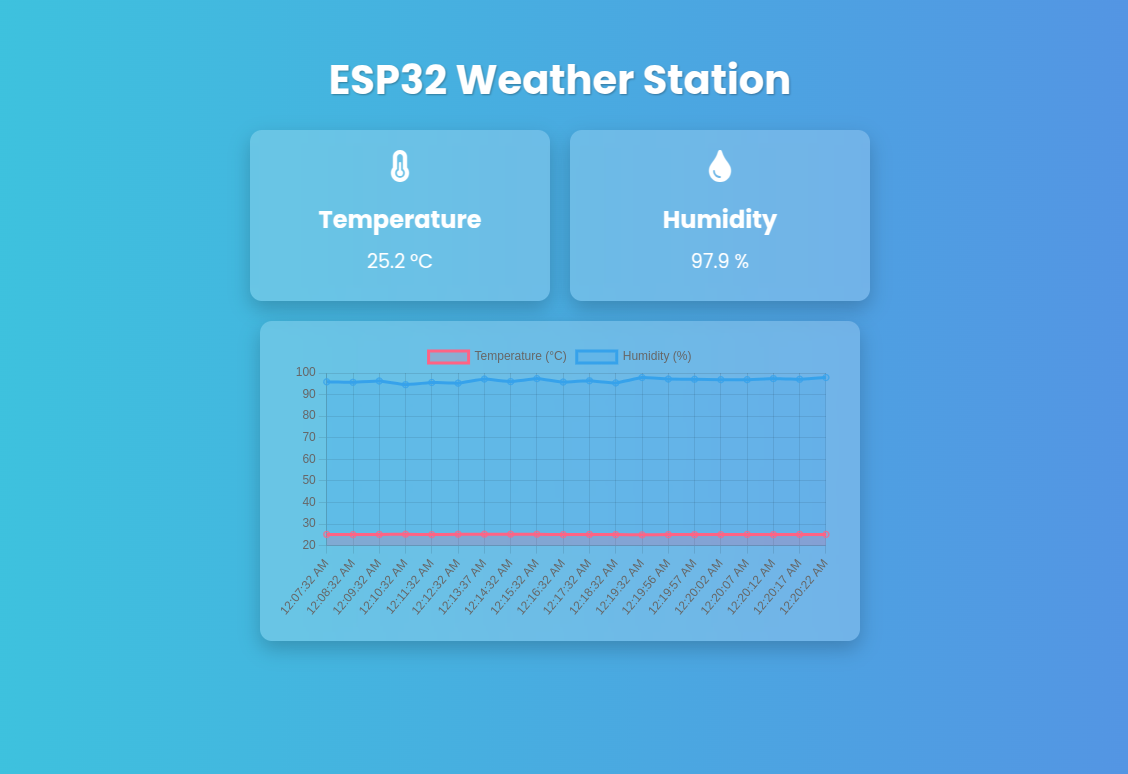 ESP32 Weather Station
Temperature
25.2 °C
Humidity
97.9 %
Temperature (°C) Humidity (%)
100
90
80
70
60
50
40
30
20
12:07:32 AM
12:08:32 AM
12:09:32 AM
12:10:32 AM
12:11:32 AM
12:12:32 AM
12:13:37 AM
12:14:32 AM
12:15:32 AM
12:16:32 AM
12:17:32 AM
12:18:32 AM
12:19:32 AM
12:19:56 AM
12:19:57 AM
12:20:02 AM
12:20:07 AM
12:20:12 AM
12:20:17 AM
12:20:22 AM